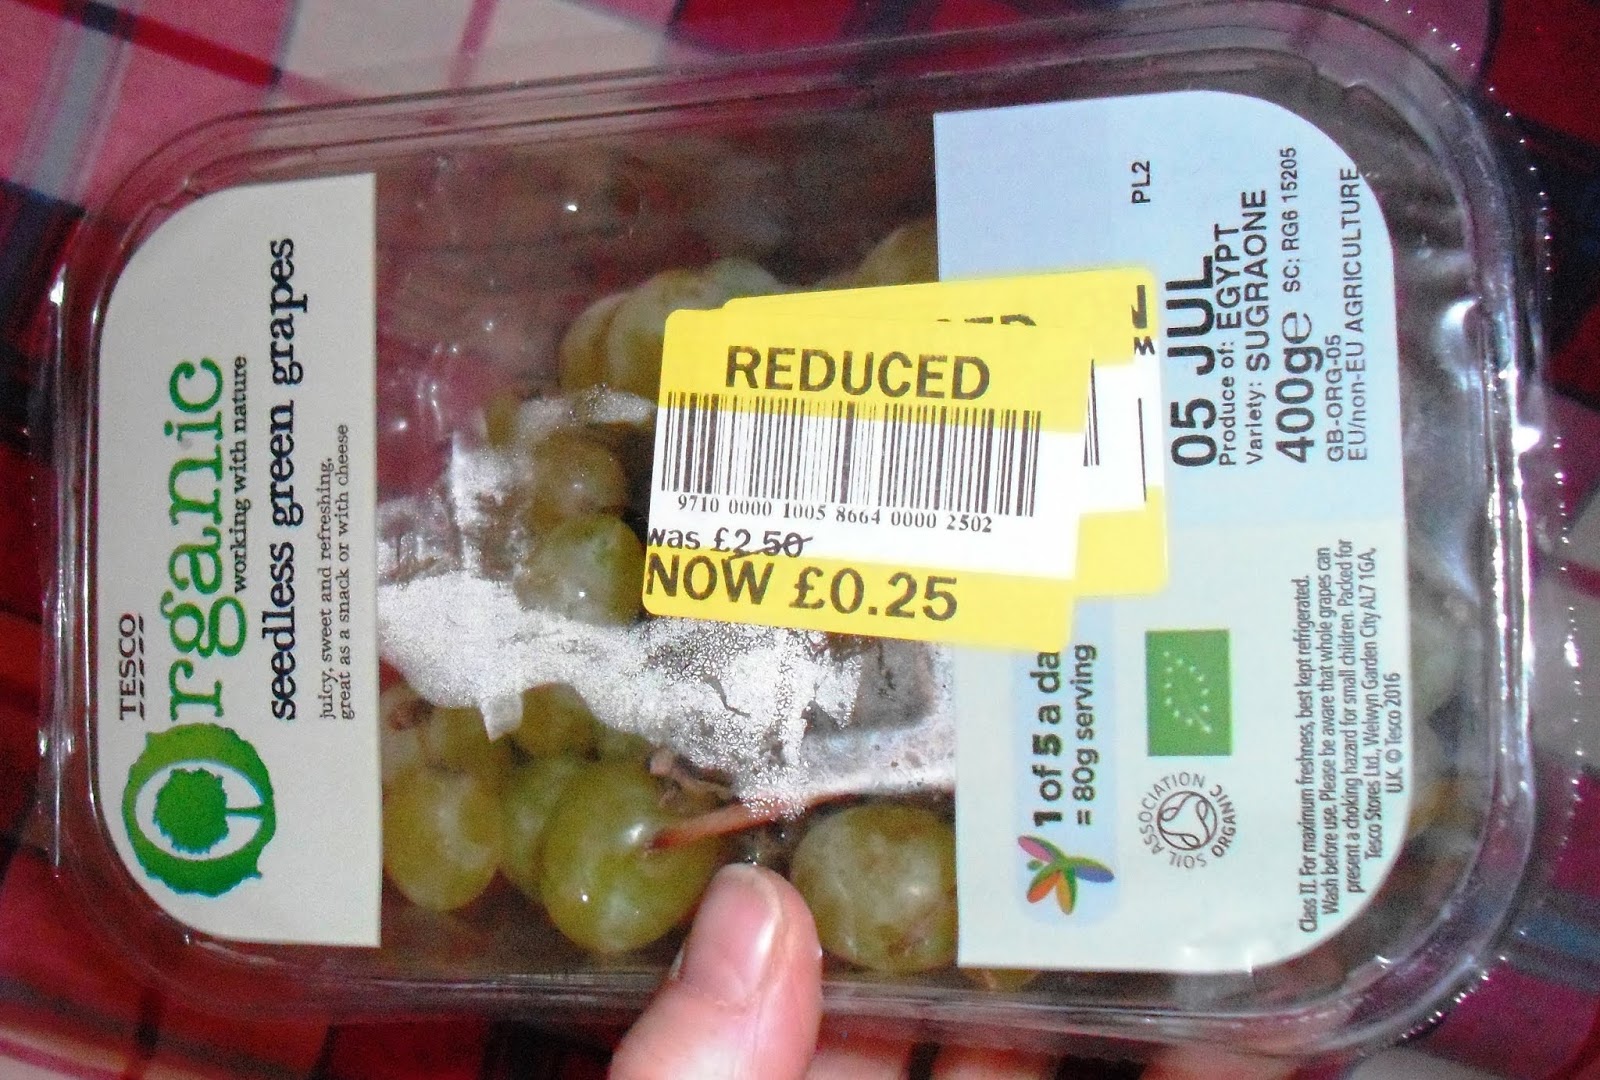 TESCO
Organic
working with nature
seedless green grapes
juicy, sweet and refreshing,
great as a snack or with cheese
REDUCED
9710 0000 1005 8664 0000 2502
was £2.50
NOW £0.25
PL2
05 JUL
Produce of: EGYPT
Variety: SUGRAONE
400g℮ SC: RG6 15205
GB-ORG-05
EU/non-EU AGRICULTURE
1 of 5 a da
= 80g serving
SOIL ASSOCIATION
ORGANIC
Class II. For maximum freshness, best kept refrigerated.
Wash before use. Please be aware that whole grapes can
present a choking hazard for small children. Packed for
Tesco Stores Ltd., Welwyn Garden City AL7 1GA,
U.K. © Tesco 2016